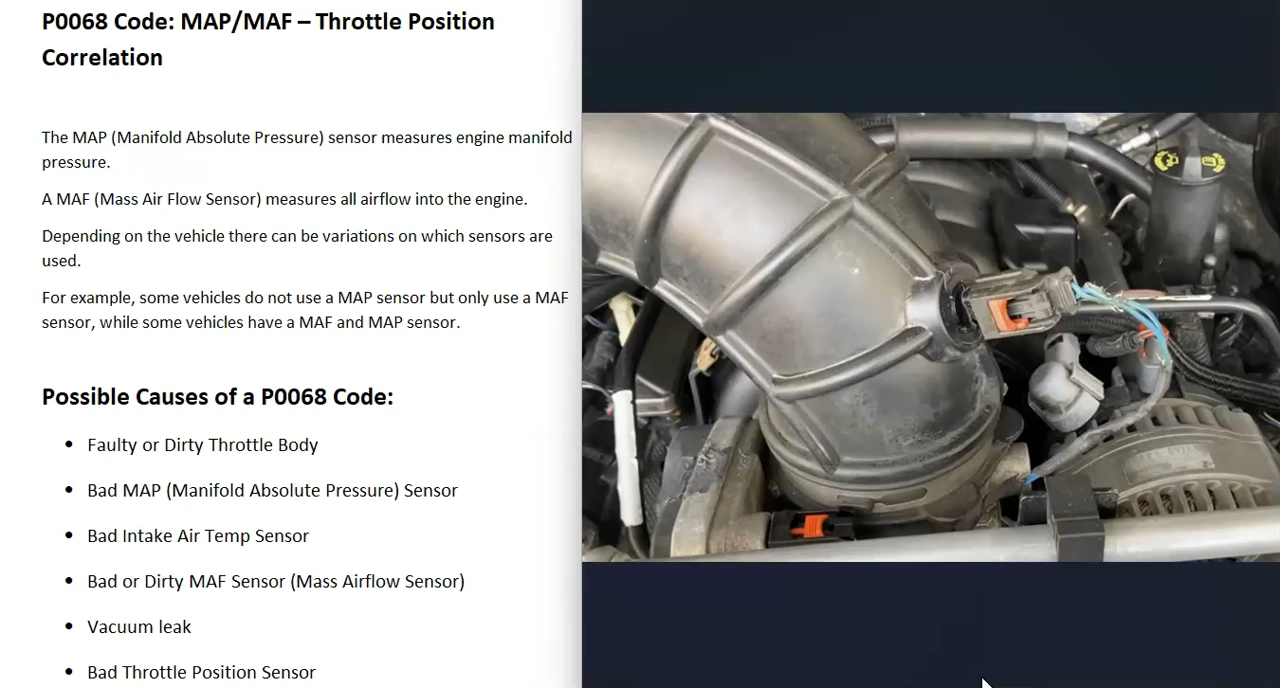 P0068 Code: MAP/MAF – Throttle Position
Correlation
The MAP (Manifold Absolute Pressure) sensor measures engine manifold
pressure.
A MAF (Mass Air Flow Sensor) measures all airflow into the engine.
Depending on the vehicle there can be variations on which sensors are
used.
For example, some vehicles do not use a MAP sensor but only use a MAF
sensor, while some vehicles have a MAF and MAP sensor.
Possible Causes of a P0068 Code:
• Faulty or Dirty Throttle Body
• Bad MAP (Manifold Absolute Pressure) Sensor
• Bad Intake Air Temp Sensor
• Bad or Dirty MAF Sensor (Mass Airflow Sensor)
• Vacuum leak
• Bad Throttle Position Sensor